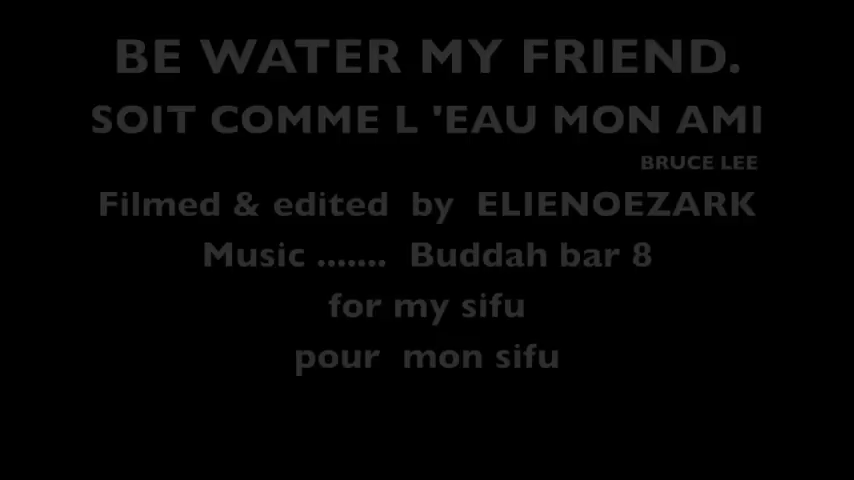 BE WATER MY FRIEND.
SOIT COMME L 'EAU MON AMI
BRUCE LEE
Filmed & edited by ELIENOEZARK
Music ....... Buddah bar 8
for my sifu
pour mon sifu